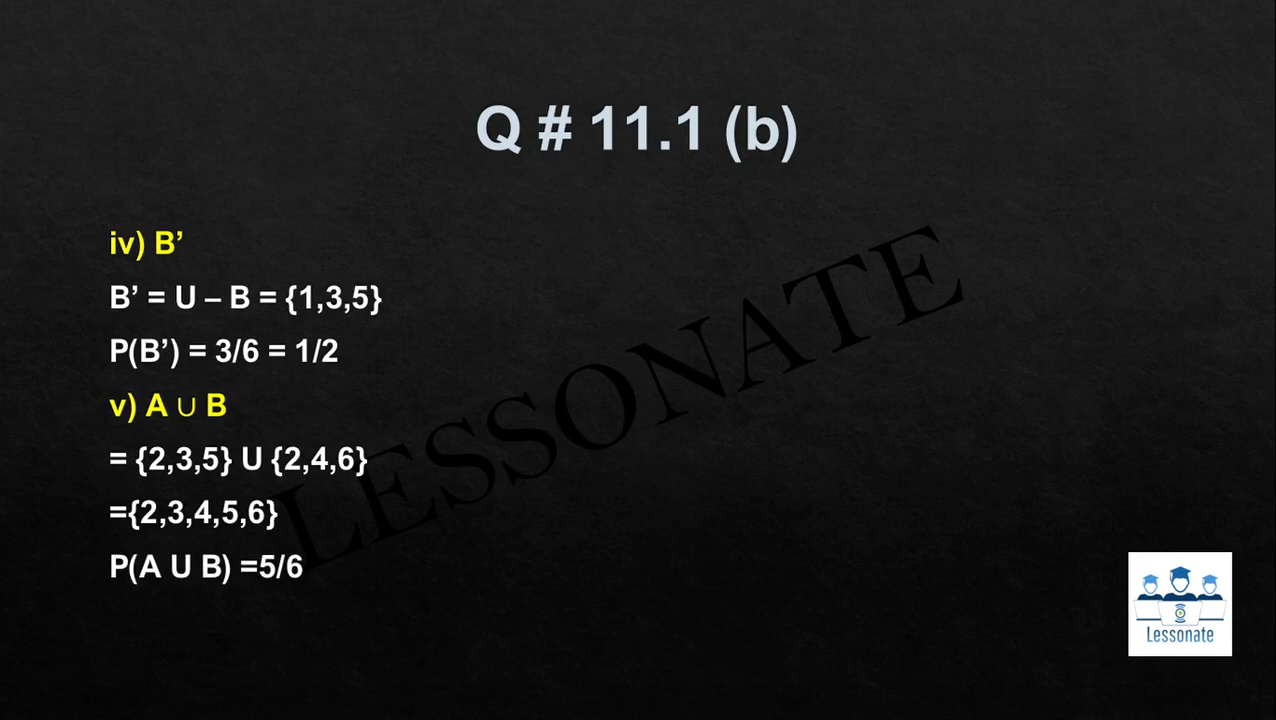 Q # 11.1 (b)
iv) B’
B’ = U – B = {1,3,5}
P(B’) = 3/6 = 1/2
v) A ∪ B
= {2,3,5} U {2,4,6}
={2,3,4,5,6}
P(A U B) =5/6
LESSONATE
Lessonate